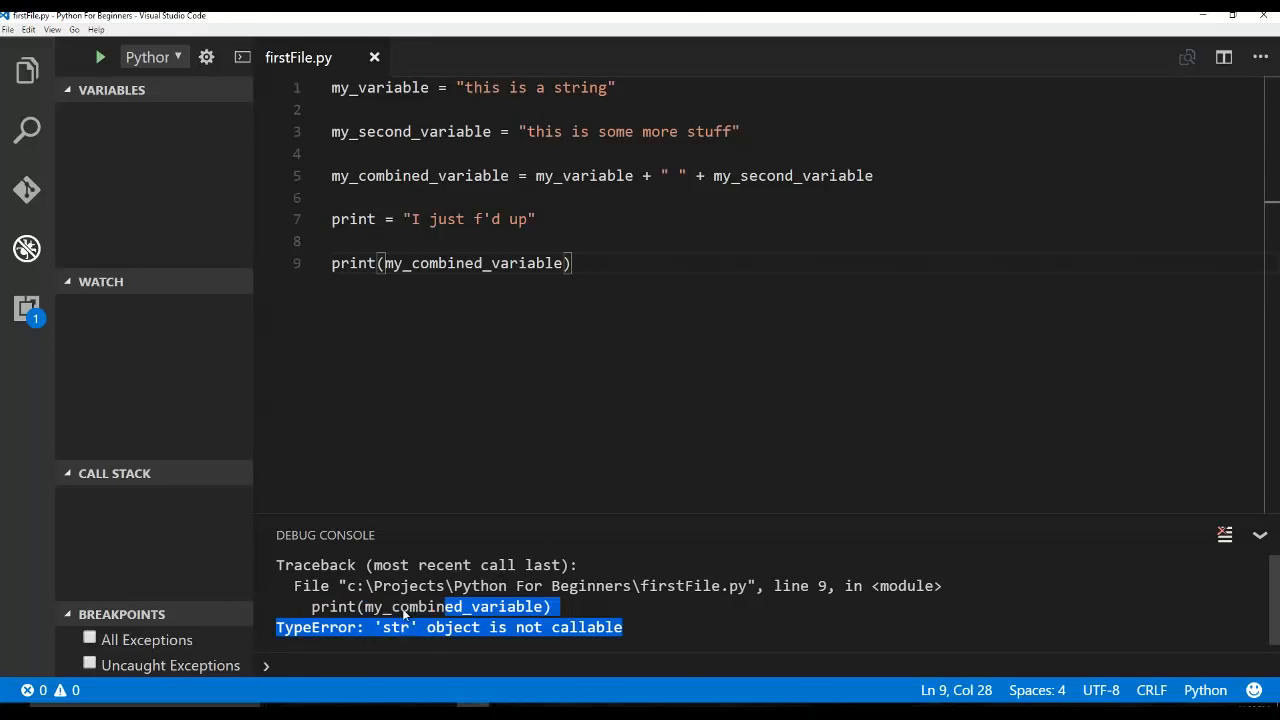 firstFile.py - Python For Beginners - Visual Studio Code
File Edit View Go Help
Python
firstFile.py
VARIABLES
1 my_variable = "this is a string"
2
3 my_second_variable = "this is some more stuff"
4
5 my_combined_variable = my_variable + " " + my_second_variable
6
7 print = "I just f'd up"
8
9 print(my_combined_variable)
WATCH
1
CALL STACK
DEBUG CONSOLE
Traceback (most recent call last):
File "c:\Projects\Python For Beginners\firstFile.py", line 9, in <module>
print(my_combined_variable)
TypeError: 'str' object is not callable
BREAKPOINTS
All Exceptions
Uncaught Exceptions
0 0 Ln 9, Col 28 Spaces: 4 UTF-8 CRLF Python